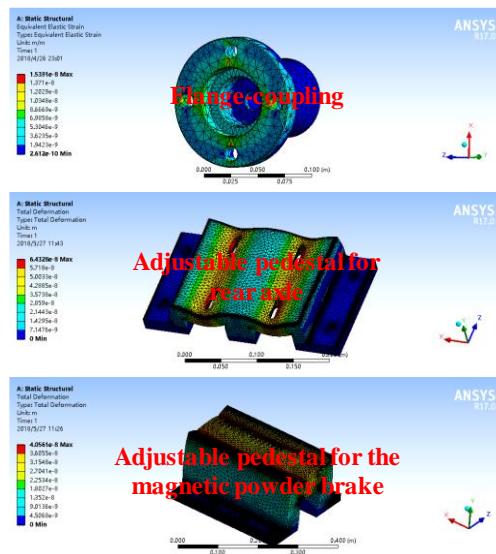 A: Static Structural
Equivalent Elastic Strain
Type: Equivalent Elastic Strain
Unit: m/m
Time: 1
2018/4/26 23:01
1.5391e-8 Max
1.371e-8
1.2029e-8
1.0348e-8
8.6669e-9
6.9858e-9
5.3048e-9
3.6235e-9
1.9423e-9
2.612e-10 Min
ANSYS
R17.0
Flange-coupling
0.000
0.050
0.100 (m)
0.025
0.075
X
Z
Y
A: Static Structural
Total Deformation
Type: Total Deformation
Unit: m
Time: 1
2018/5/27 11:43
6.4328e-8 Max
5.718e-8
5.0033e-8
4.2885e-8
3.5738e-8
2.859e-8
2.1443e-8
1.4295e-8
7.1476e-9
0 Min
ANSYS
R17.0
Adjustable pedestal for
rear axle
0.000
0.050
0.150
X
Y
Z
A: Static Structural
Total Deformation
Type: Total Deformation
Unit: m
Time: 1
2018/5/27 11:26
4.0561e-8 Max
3.6055e-8
3.1548e-8
2.7041e-8
2.2534e-8
1.8027e-8
1.352e-8
9.0136e-9
4.5068e-9
0 Min
ANSYS
R17.0
Adjustable pedestal for the
magnetic powder brake
0.000
0.400 (m)
0.100
0.300
X
Y
Z